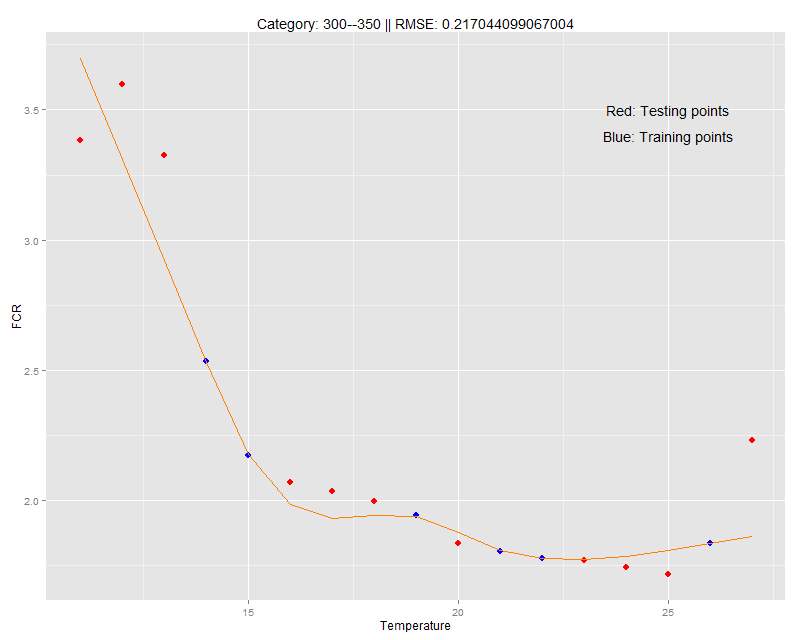 Category: 300--350 || RMSE: 0.217044099067004
Red: Testing points
Blue: Training points
FCR
3.5
3.0
2.5
2.0
15
20
25
Temperature